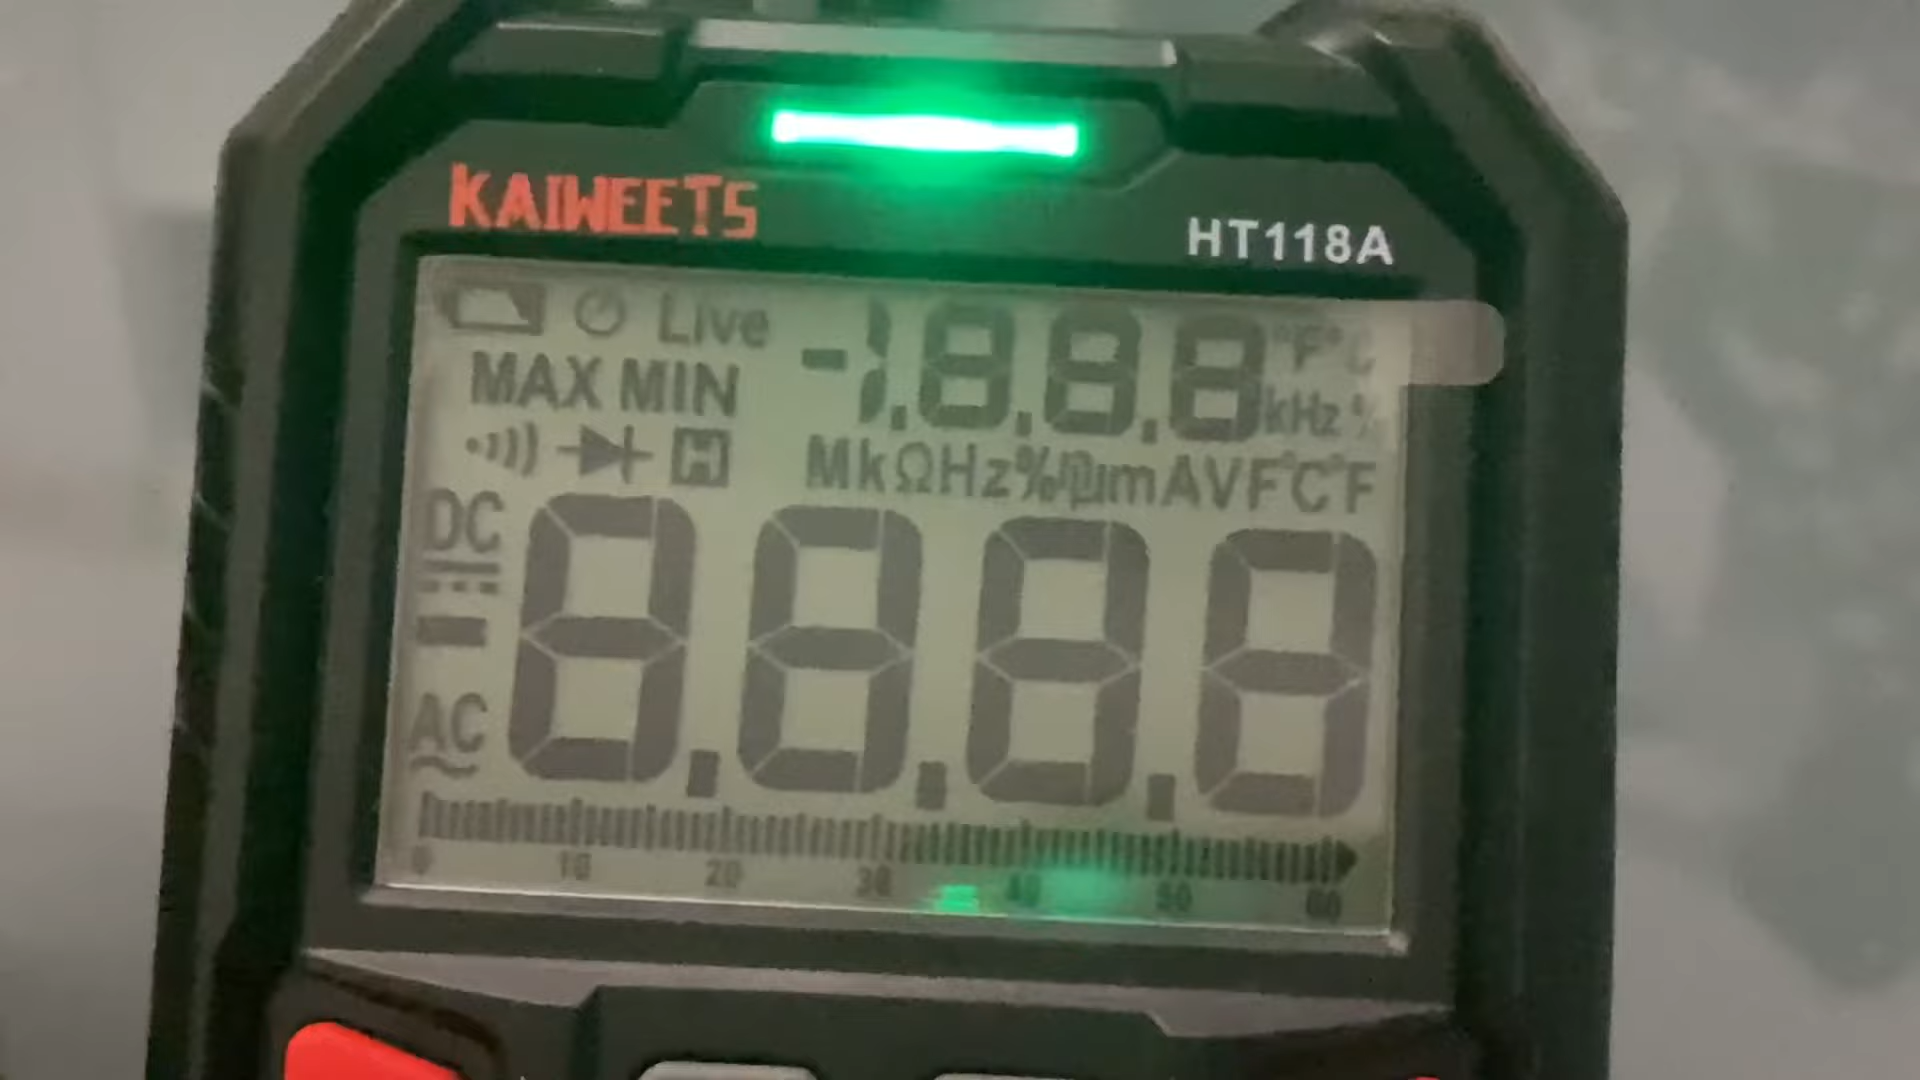 KAIWEETS
HT118A
Live
-1.8.8.8
°F°C
MAX MIN
kHz %
MkΩHz%µmAVF°C°F
DC
8.8.8.8
AC
0 10 20 30 40 50 60